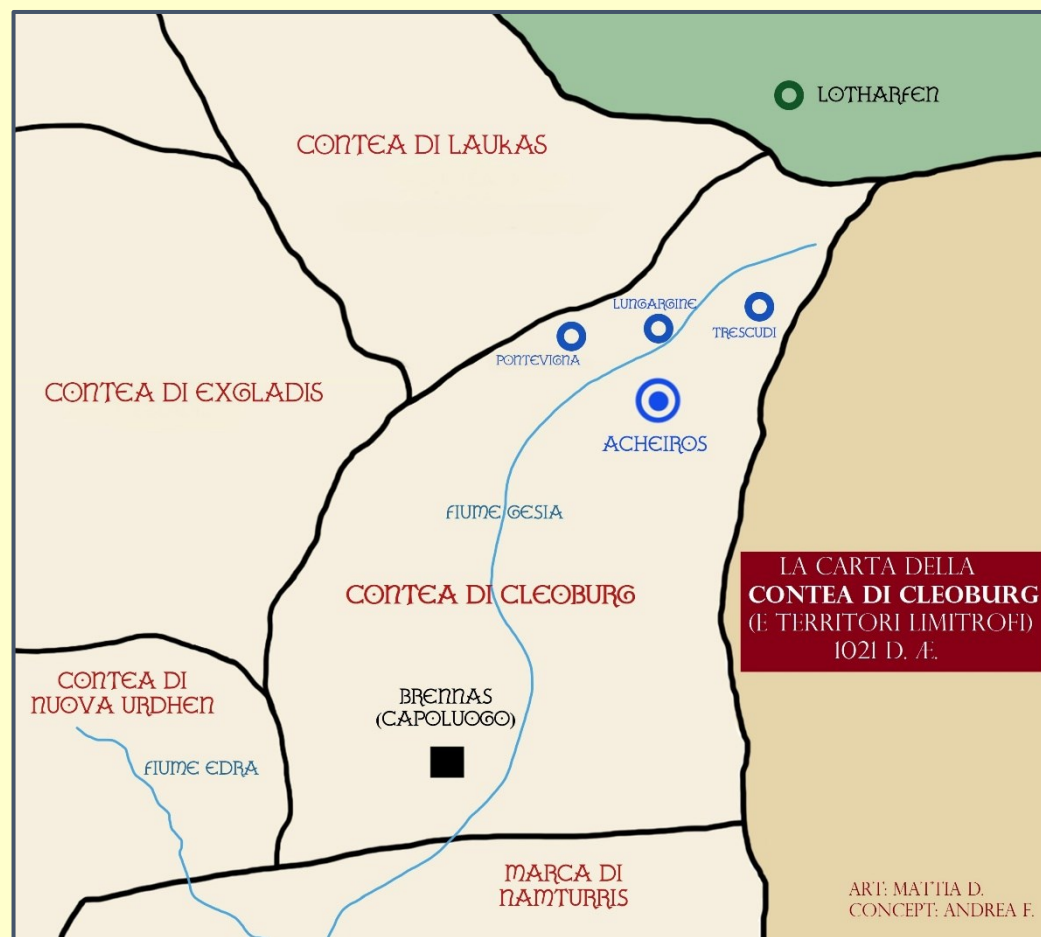 LOTHARFEN
CONTEA DI LAUKAS
LUNGARGINE
TRESCUDI
PONTEVIGNA
CONTEA DI EXGLADIS
ACHEIROS
FIUME GESIA
LA CARTA DELLA
CONTEA DI CLEOBURG
(E TERRITORI LIMITROFI)
1021 D. Æ.
CONTEA DI CLEOBURG
CONTEA DI
NUOVA URDHEN
BRENNAS
(CAPOLUOGO)
FIUME EDRA
MARCA DI
NAMTURRIS
ART: MATTIA D.
CONCEPT: ANDREA F.